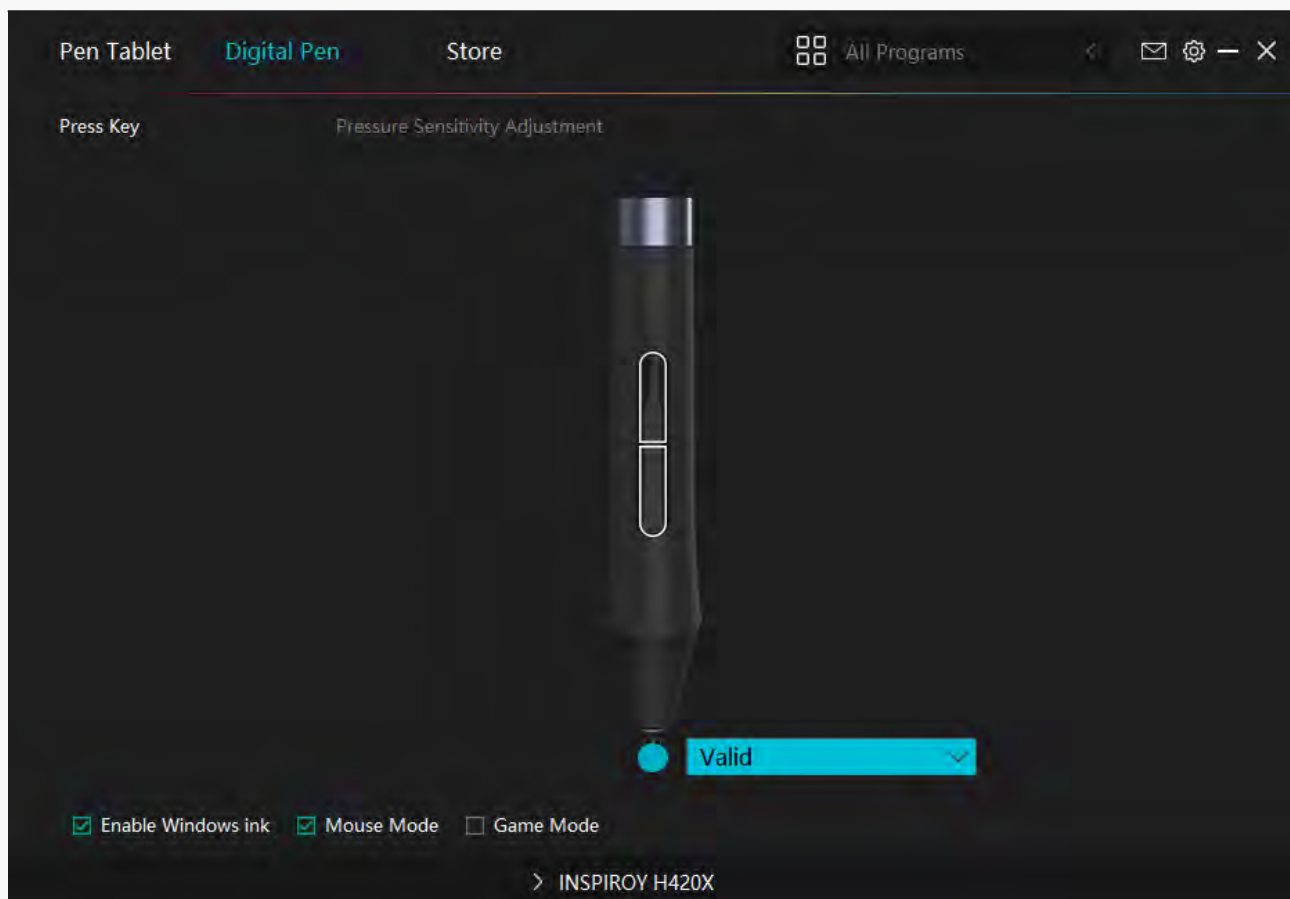 Pen Tablet Digital Pen Store All Programs
Press Key Pressure Sensitivity Adjustment
Valid
Enable Windows ink Mouse Mode Game Mode
INSPIROY H420X